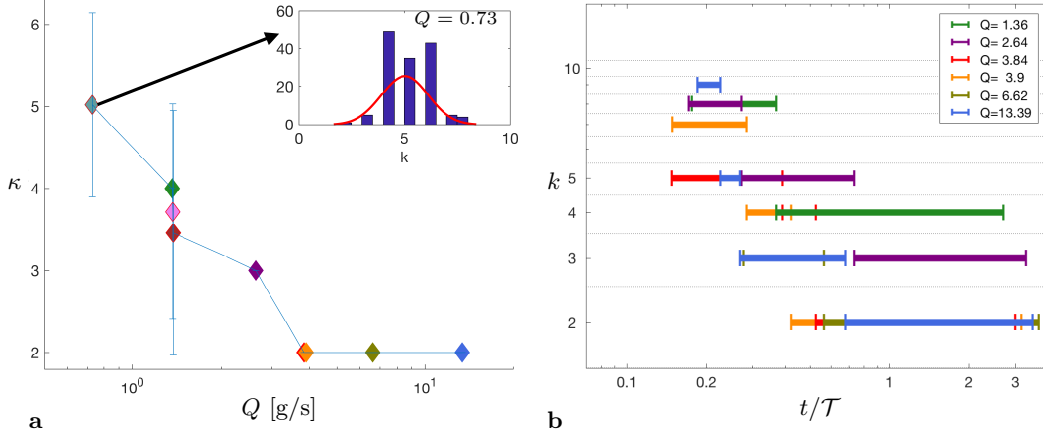 6
5
4
3
2
κ
10⁰
10¹
Q [g/s]
a
Q = 0.73
60
40
20
0
0
5
10
k
k
10
5
4
3
2
0.1
0.2
1
2
3
t/𝒯
b
Q= 1.36
Q= 2.64
Q= 3.84
Q= 3.9
Q= 6.62
Q=13.39